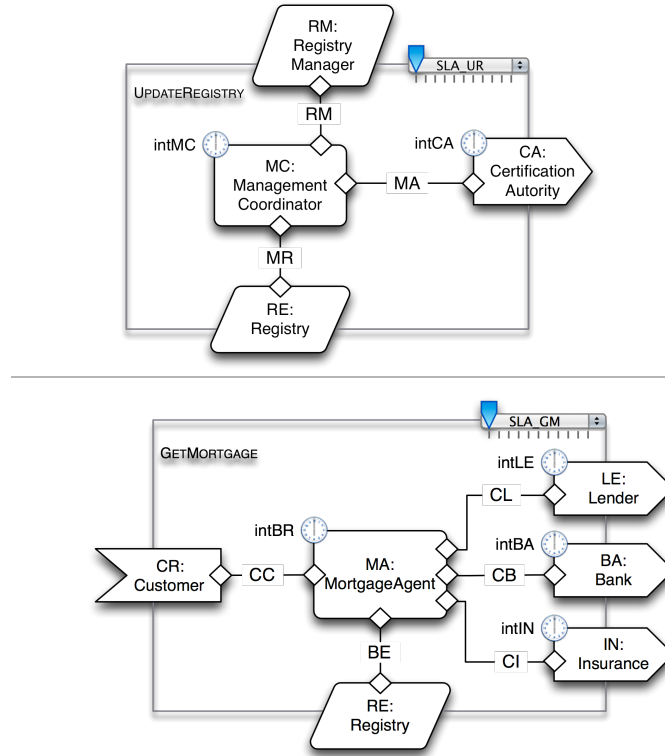 RM:
Registry
Manager
SLA_UR
UPDATEREGISTRY
RM
intMC
intCA
MC:
Management
Coordinator
MA
CA:
Certification
Autority
MR
RE:
Registry
SLA_GM
GETMORTGAGE
intLE
LE:
Lender
CL
intBR
intBA
CR:
Customer
CC
MA:
MortgageAgent
CB
BA:
Bank
intIN
BE
CI
IN:
Insurance
RE:
Registry